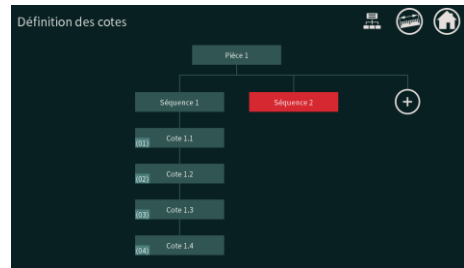 Définition des cotes
Pièce 1
Séquence 1
Séquence 2
(01) Cote 1.1
(02) Cote 1.2
(03) Cote 1.3
(04) Cote 1.4